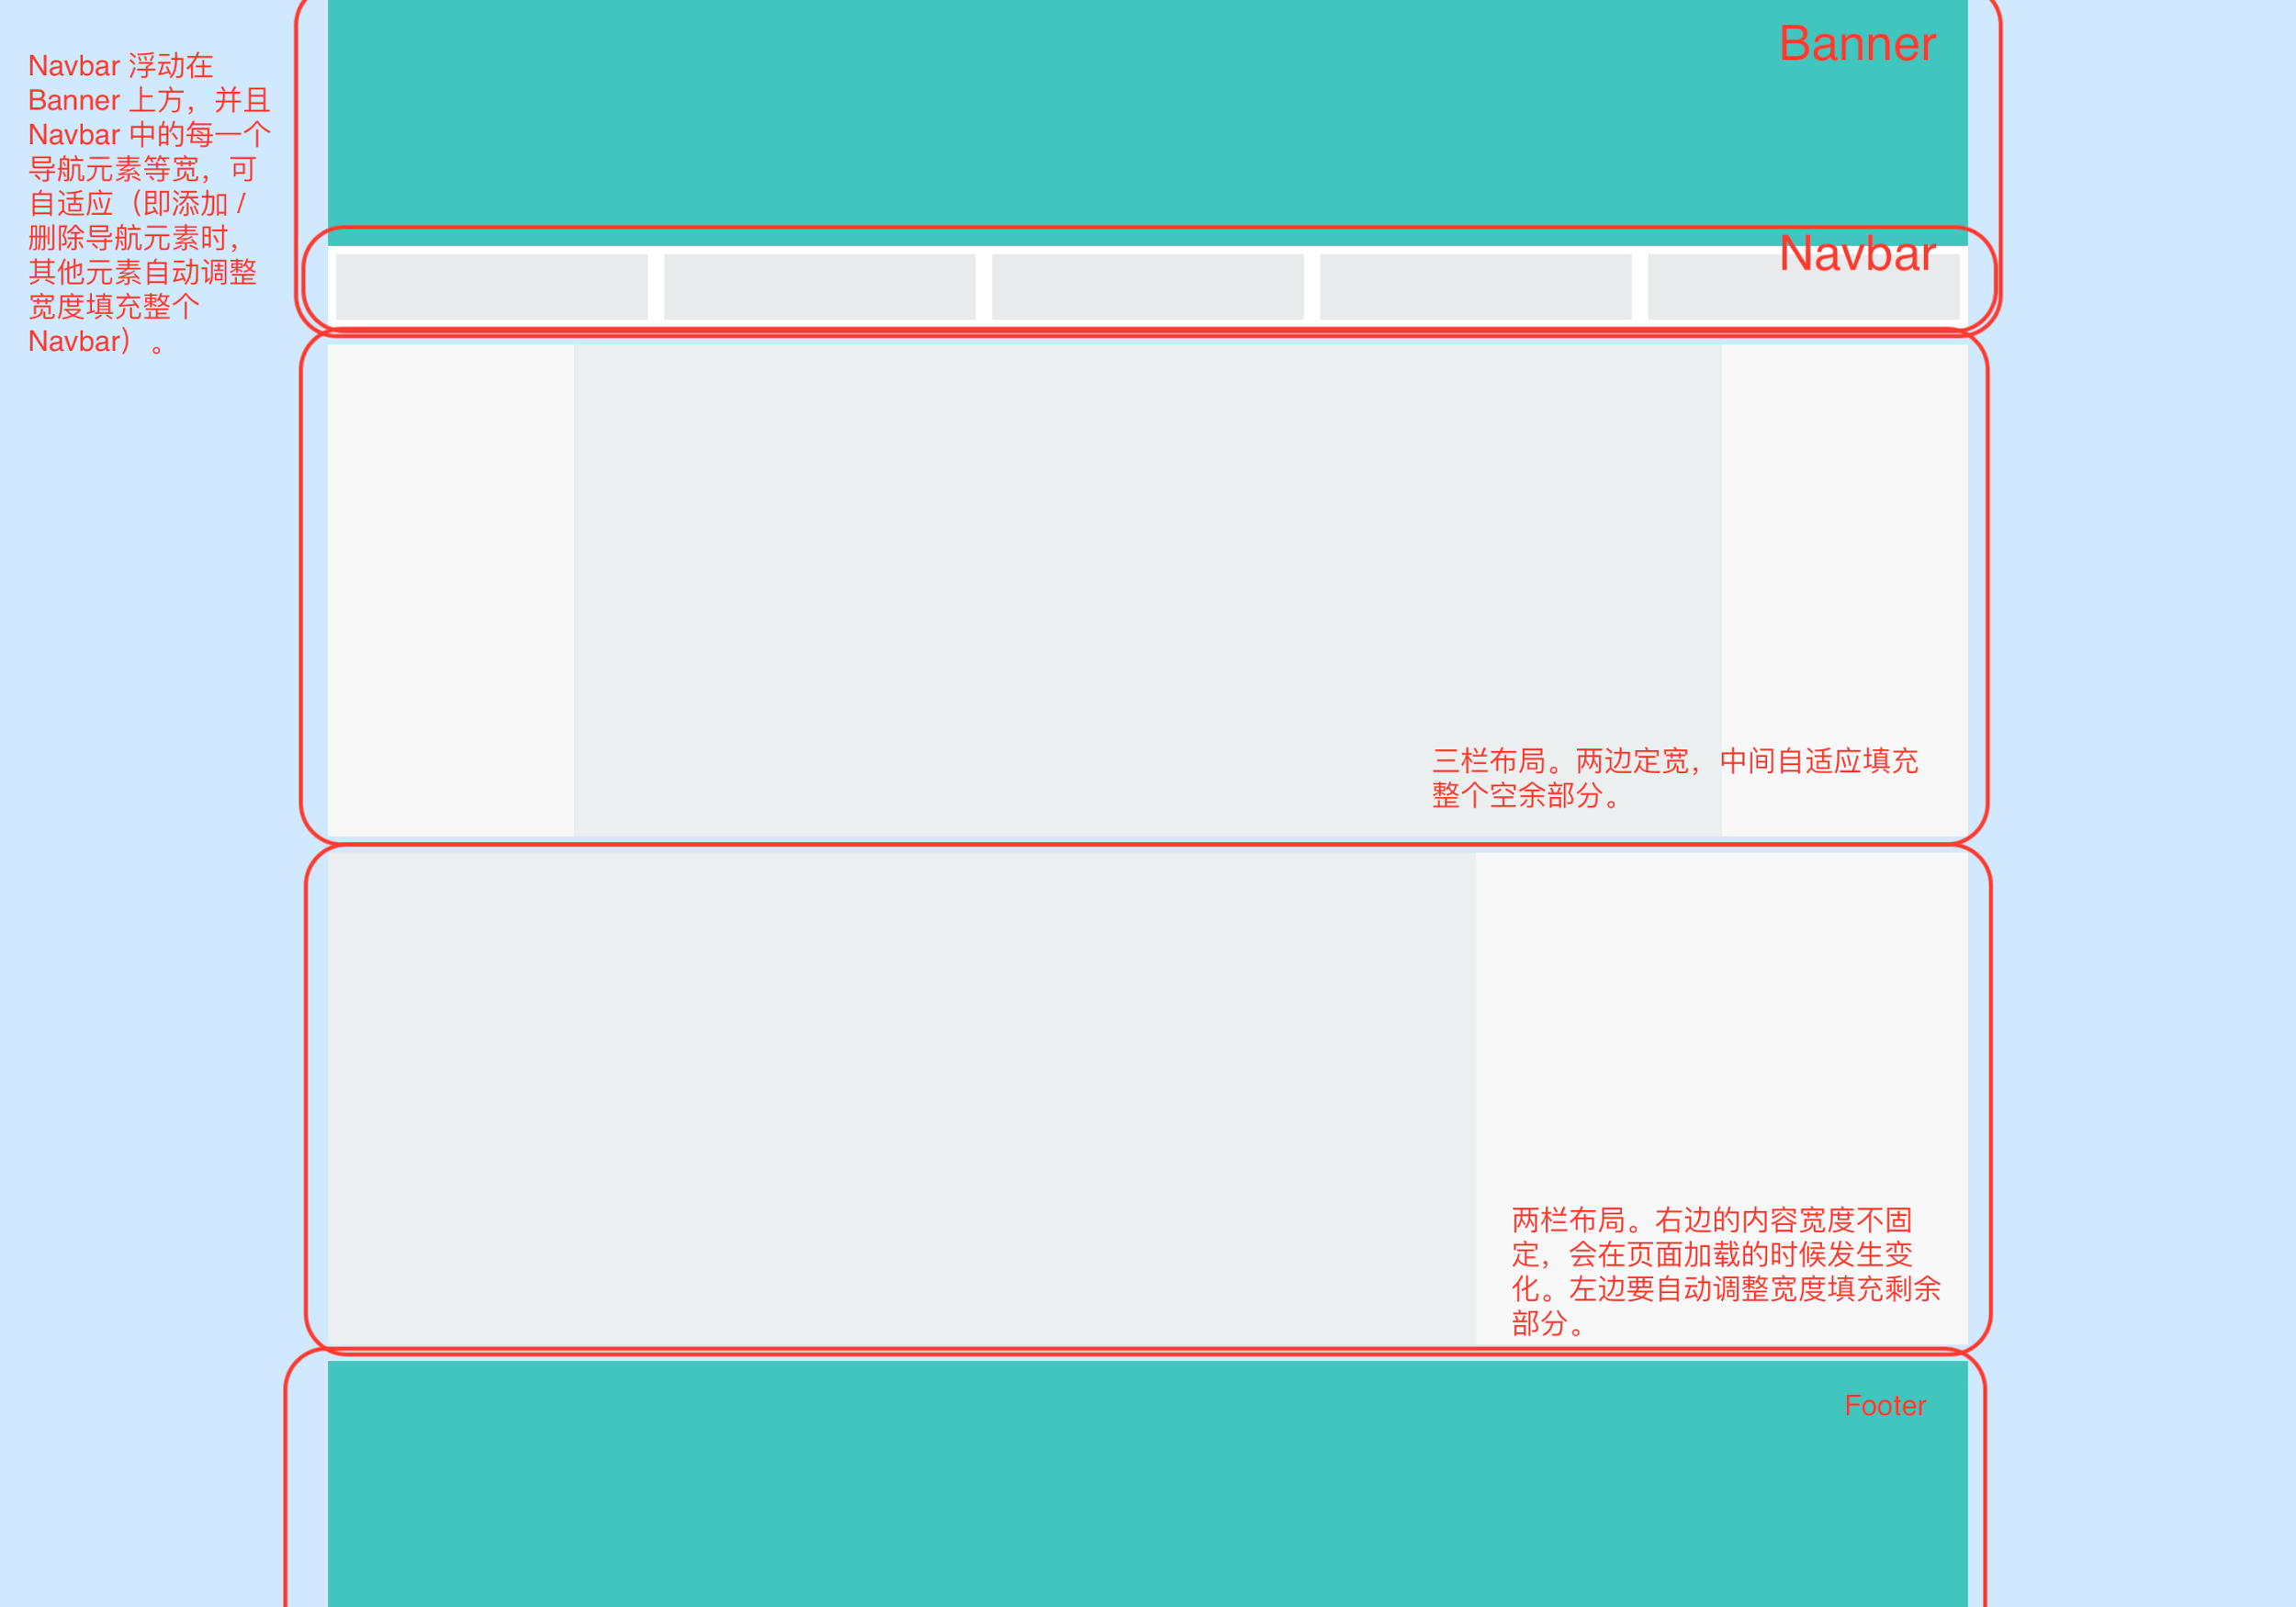 Banner
Navbar 浮动在
Banner 上方，并且
Navbar 中的每一个
导航元素等宽，可
自适应（即添加 /
删除导航元素时，
其他元素自动调整
宽度填充整个
Navbar）。
Navbar
三栏布局。两边定宽，中间自适应填充
整个空余部分。
两栏布局。右边的内容宽度不固
定，会在页面加载的时候发生变
化。左边要自动调整宽度填充剩余
部分。
Footer